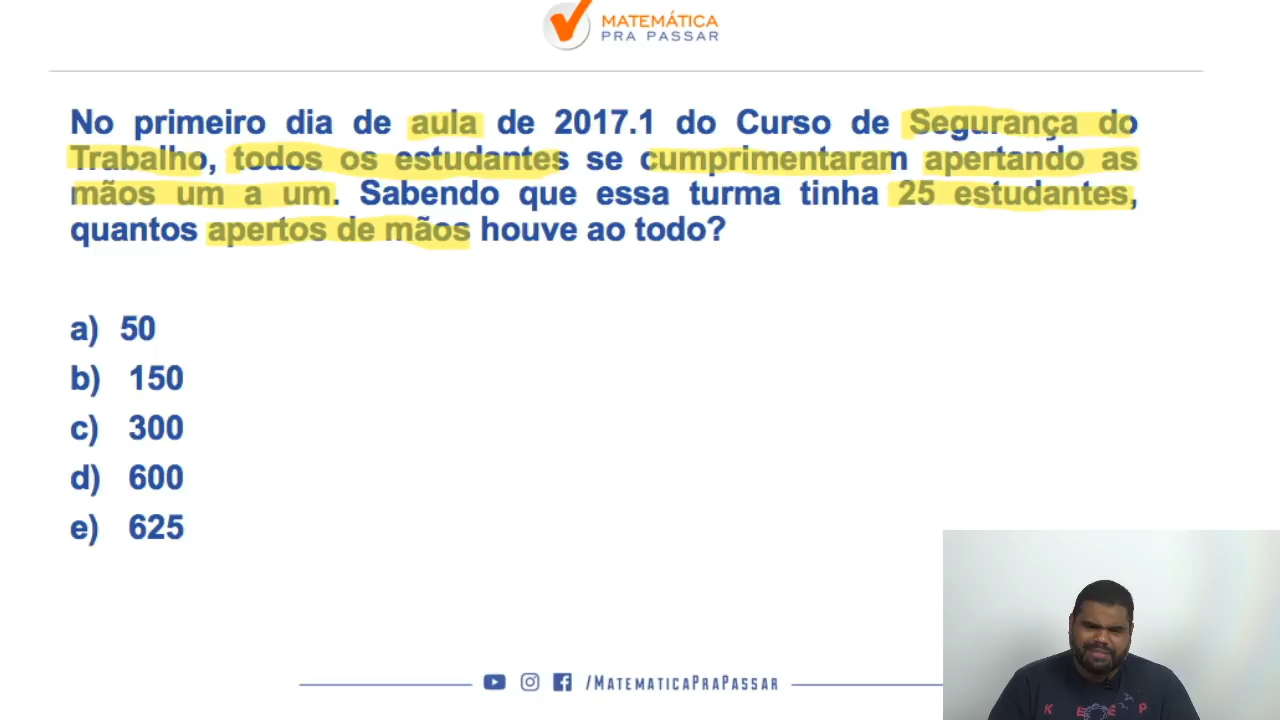 MATEMÁTICA
PRA PASSAR
No primeiro dia de aula de 2017.1 do Curso de Segurança do
Trabalho, todos os estudantes se cumprimentaram apertando as
mãos um a um. Sabendo que essa turma tinha 25 estudantes,
quantos apertos de mãos houve ao todo?
a) 50
b) 150
c) 300
d) 600
e) 625
/MATEMATICAPRAPASSAR
K E E P